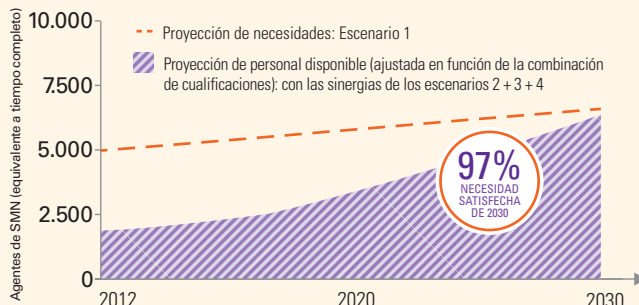 Agentes de SMN (equivalente a tiempo completo)
10.000
7.500
5.000
2.500
0
Proyección de necesidades: Escenario 1
Proyección de personal disponible (ajustada en función de la combinación
de cualificaciones): con las sinergias de los escenarios 2 + 3 + 4
97%
NECESIDAD
SATISFECHA
DE 2030
2012
2020
2030